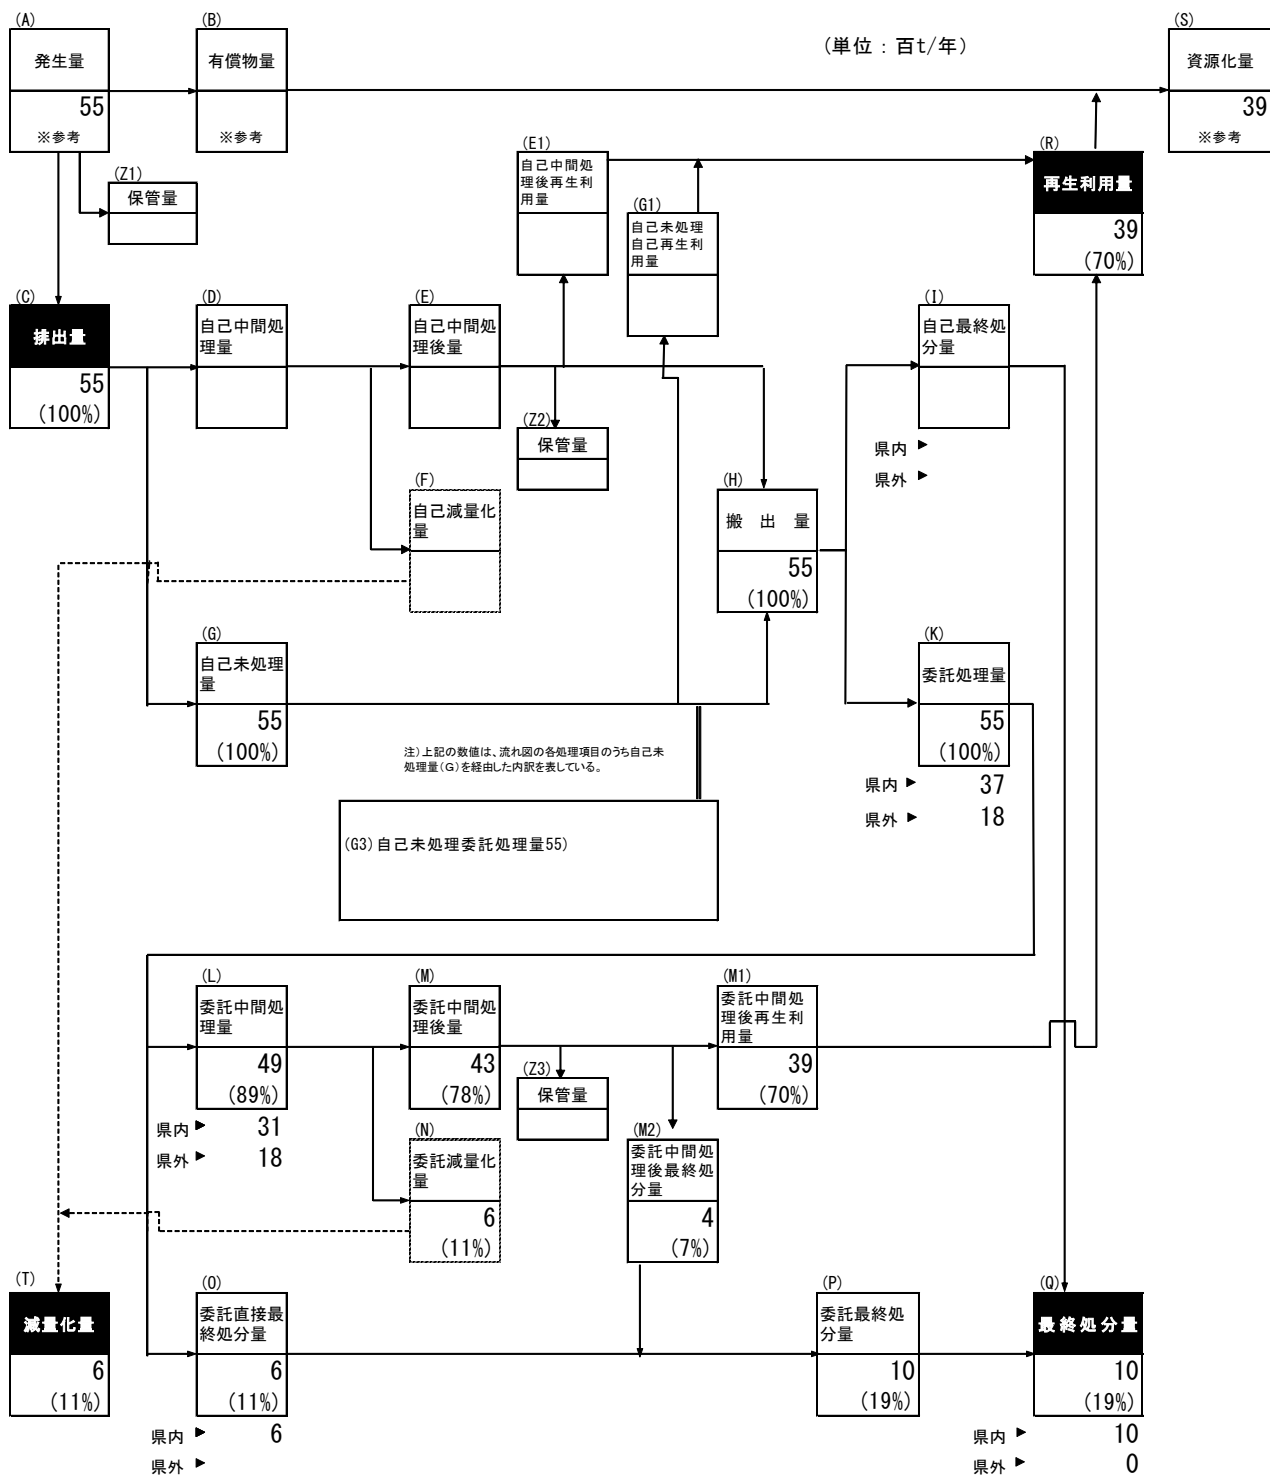 (A)
発生量
55
※参考
(B)
有償物量
※参考
(単位：百t/年)
(S)
資源化量
39
※参考
(Z1)
保管量
(E1)
自己中間処
理後再生利
用量
(G1)
自己未処理
自己再生利
用量
(R)
再生利用量
39
(70%)
(C)
排出量
55
(100%)
(D)
自己中間処
理量
(E)
自己中間処
理後量
(I)
自己最終処
分量
県内
県外
(Z2)
保管量
(F)
自己減量化
量
(H)
搬 出 量
55
(100%)
(G)
自己未処理
量
55
(100%)
(K)
委託処理量
55
(100%)
県内 37
県外 18
注）上記の数値は、流れ図の各処理項目のうち自己未
処理量（G）を経由した内訳を表している。
(G3)自己未処理委託処理量55)
(L)
委託中間処
理量
49
(89%)
県内 31
県外 18
(M)
委託中間処
理後量
43
(78%)
(M1)
委託中間処
理後再生利
用量
39
(70%)
(Z3)
保管量
(N)
委託減量化
量
6
(11%)
(M2)
委託中間処
理後最終処
分量
4
(7%)
(T)
減量化量
6
(11%)
(O)
委託直接最
終処分量
6
(11%)
県内 6
県外
(P)
委託最終処
分量
10
(19%)
(Q)
最終処分量
10
(19%)
県内 10
県外 0